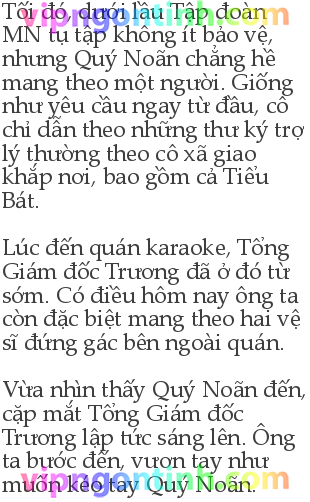 Tối đó, dưới lầu Tập đoàn
MN tụ tập không ít bảo vệ,
nhưng Quý Noãn chẳng hề
mang theo một người. Giống
như yêu cầu ngay từ đầu, cô
chỉ dẫn theo những thư ký trợ
lý thường theo cô xã giao
khắp nơi, bao gồm cả Tiểu
Bát.
Lúc đến quán karaoke, Tổng
Giám đốc Trương đã ở đó từ
sớm. Có điều hôm nay ông ta
còn đặc biệt mang theo hai vệ
sĩ đứng gác bên ngoài quán.
Vừa nhìn thấy Quý Noãn đến,
cặp mắt Tổng Giám đốc
Trương lập tức sáng lên. Ông
ta bước đến, vươn tay như
muốn kéo tay Quý Noãn.
vipngontinh.com
vipngontinh.com